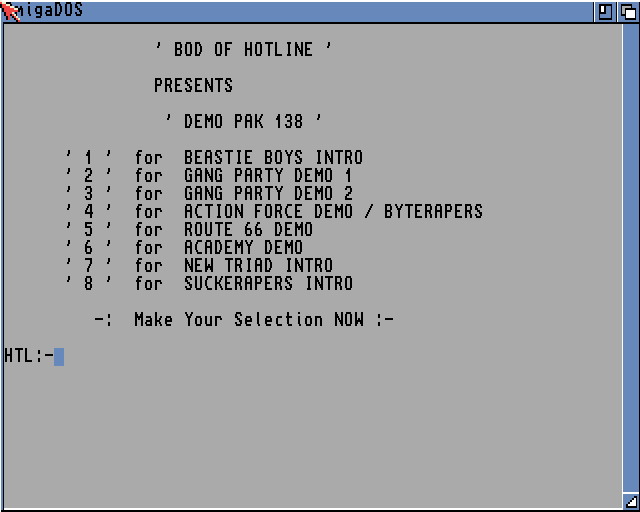 AmigaDOS
' BOD OF HOTLINE '
PRESENTS
' DEMO PAK 138 '
' 1 ' for BEASTIE BOYS INTRO
' 2 ' for GANG PARTY DEMO 1
' 3 ' for GANG PARTY DEMO 2
' 4 ' for ACTION FORCE DEMO / BYTERAPERS
' 5 ' for ROUTE 66 DEMO
' 6 ' for ACADEMY DEMO
' 7 ' for NEW TRIAD INTRO
' 8 ' for SUCKERAPERS INTRO
-: Make Your Selection NOW :-
HTL:-